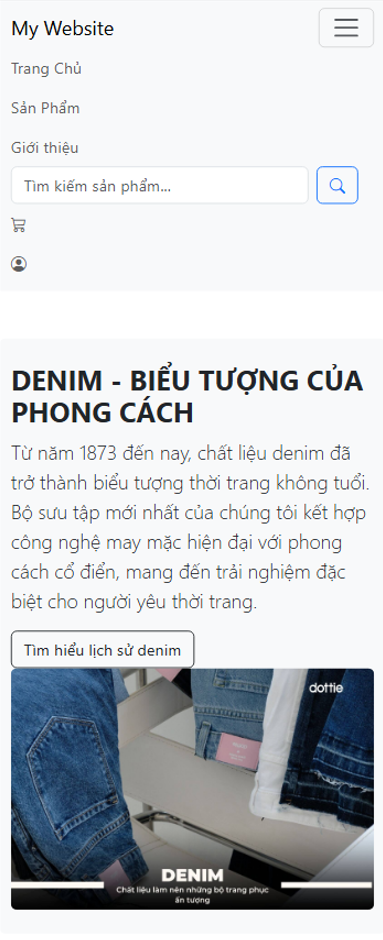 My Website
Trang Chủ
Sản Phẩm
Giới thiệu
Tìm kiếm sản phẩm...
DENIM - BIỂU TƯỢNG CỦA
PHONG CÁCH
Từ năm 1873 đến nay, chất liệu denim đã
trở thành biểu tượng thời trang không tuổi.
Bộ sưu tập mới nhất của chúng tôi kết hợp
công nghệ may mặc hiện đại với phong
cách cổ điển, mang đến trải nghiệm đặc
biệt cho người yêu thời trang.
Tìm hiểu lịch sử denim
dottie
DENIM
Chất liệu làm nên những bộ trang phục
ấn tượng